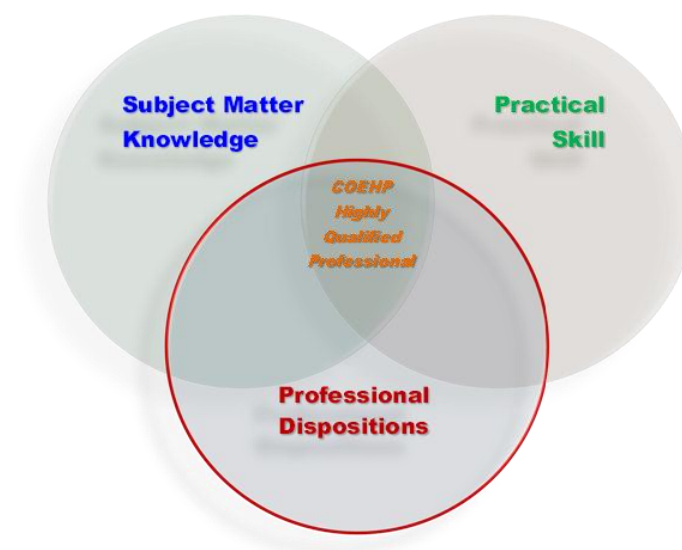 Subject Matter
Knowledge
Practical
Skill
COEHP
Highly
Qualified
Professional
Professional
Dispositions